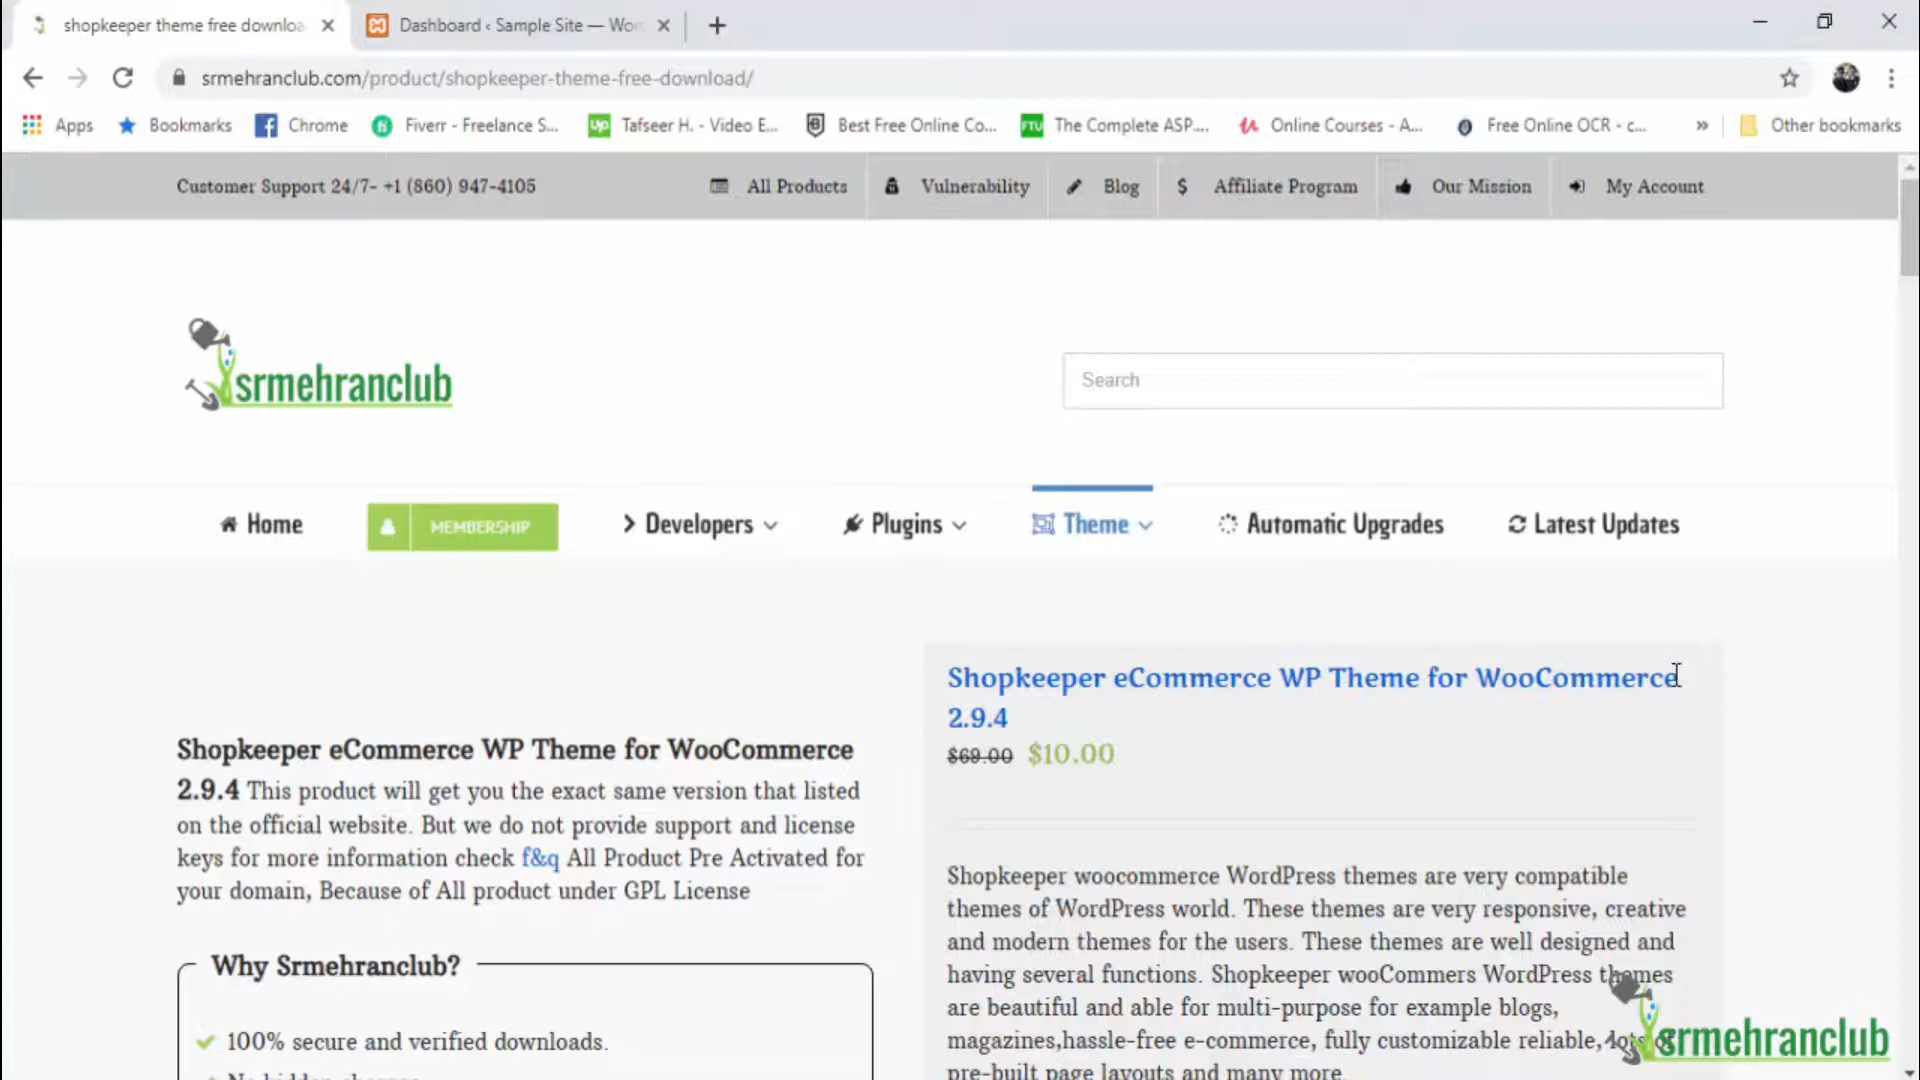 shopkeeper theme free downloa
Dashboard ‹ Sample Site — Wor
srmehranclub.com/product/shopkeeper-theme-free-download/
Apps
Bookmarks
Chrome
Fiverr - Freelance S...
Up
Tafseer H. - Video E...
Best Free Online Co...
FTU
The Complete ASP....
Online Courses - A...
Free Online OCR - c...
»
Other bookmarks
Customer Support 24/7- +1 (860) 947-4105
All Products
Vulnerability
Blog
$ Affiliate Program
Our Mission
My Account
srmehranclub
Search
Home
MEMBERSHIP
Developers
Plugins
Theme
Automatic Upgrades
Latest Updates
Shopkeeper eCommerce WP Theme for WooCommerce
2.9.4 This product will get you the exact same version that listed
on the official website. But we do not provide support and license
keys for more information check f&q All Product Pre Activated for
your domain, Because of All product under GPL License
Why Srmehranclub?
100% secure and verified downloads.
No hidden charge
Shopkeeper eCommerce WP Theme for WooCommerce
2.9.4
$69.00 $10.00
Shopkeeper woocommerce WordPress themes are very compatible
themes of WordPress world. These themes are very responsive, creative
and modern themes for the users. These themes are well designed and
having several functions. Shopkeeper wooCommers WordPress themes
are beautiful and able for multi-purpose for example blogs,
magazines,hassle-free e-commerce, fully customizable reliable,
pre-built page layouts and many more.
srmehranclub